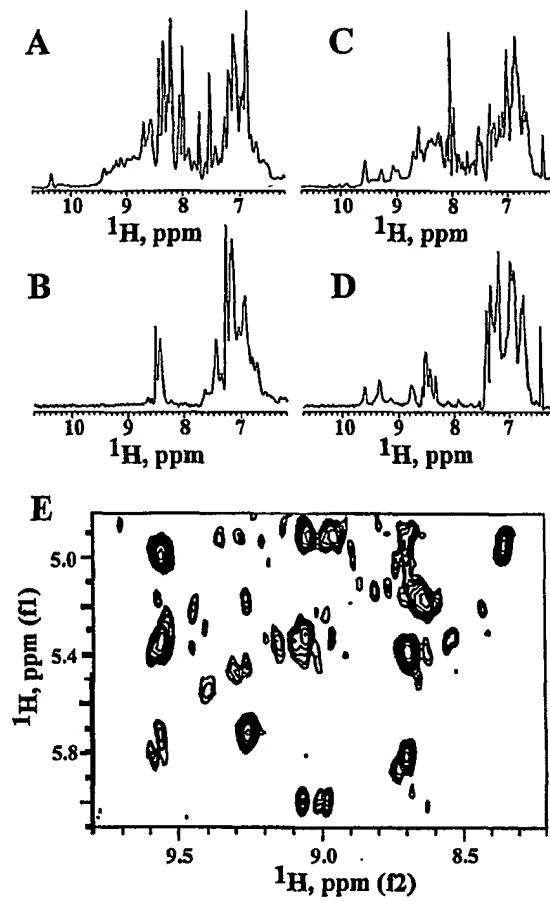 A
C
10 9 8 7
10 9 8 7
¹H, ppm
¹H, ppm
B
D
10 9 8 7
10 9 8 7
¹H, ppm
¹H, ppm
E
5.0
5.4
5.8
¹H, ppm (f1)
9.5 9.0 8.5
¹H, ppm (f2)